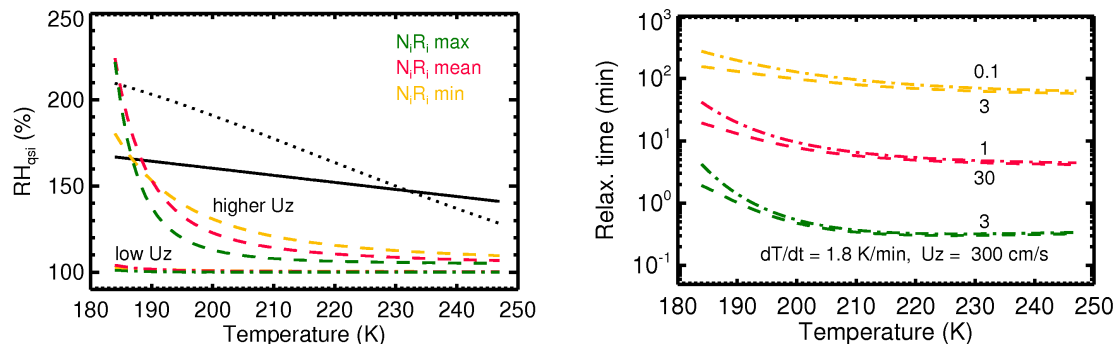 RH_qsi (%)
250
200
150
100
N_iR_i max
N_iR_i mean
N_iR_i min
higher Uz
low Uz
180 190 200 210 220 230 240 250
Temperature (K)
Relax. time (min)
10^3
10^2
10^1
10^0
10^-1
0.1
3
1
30
3
dT/dt = 1.8 K/min, Uz = 300 cm/s
180 190 200 210 220 230 240 250
Temperature (K)